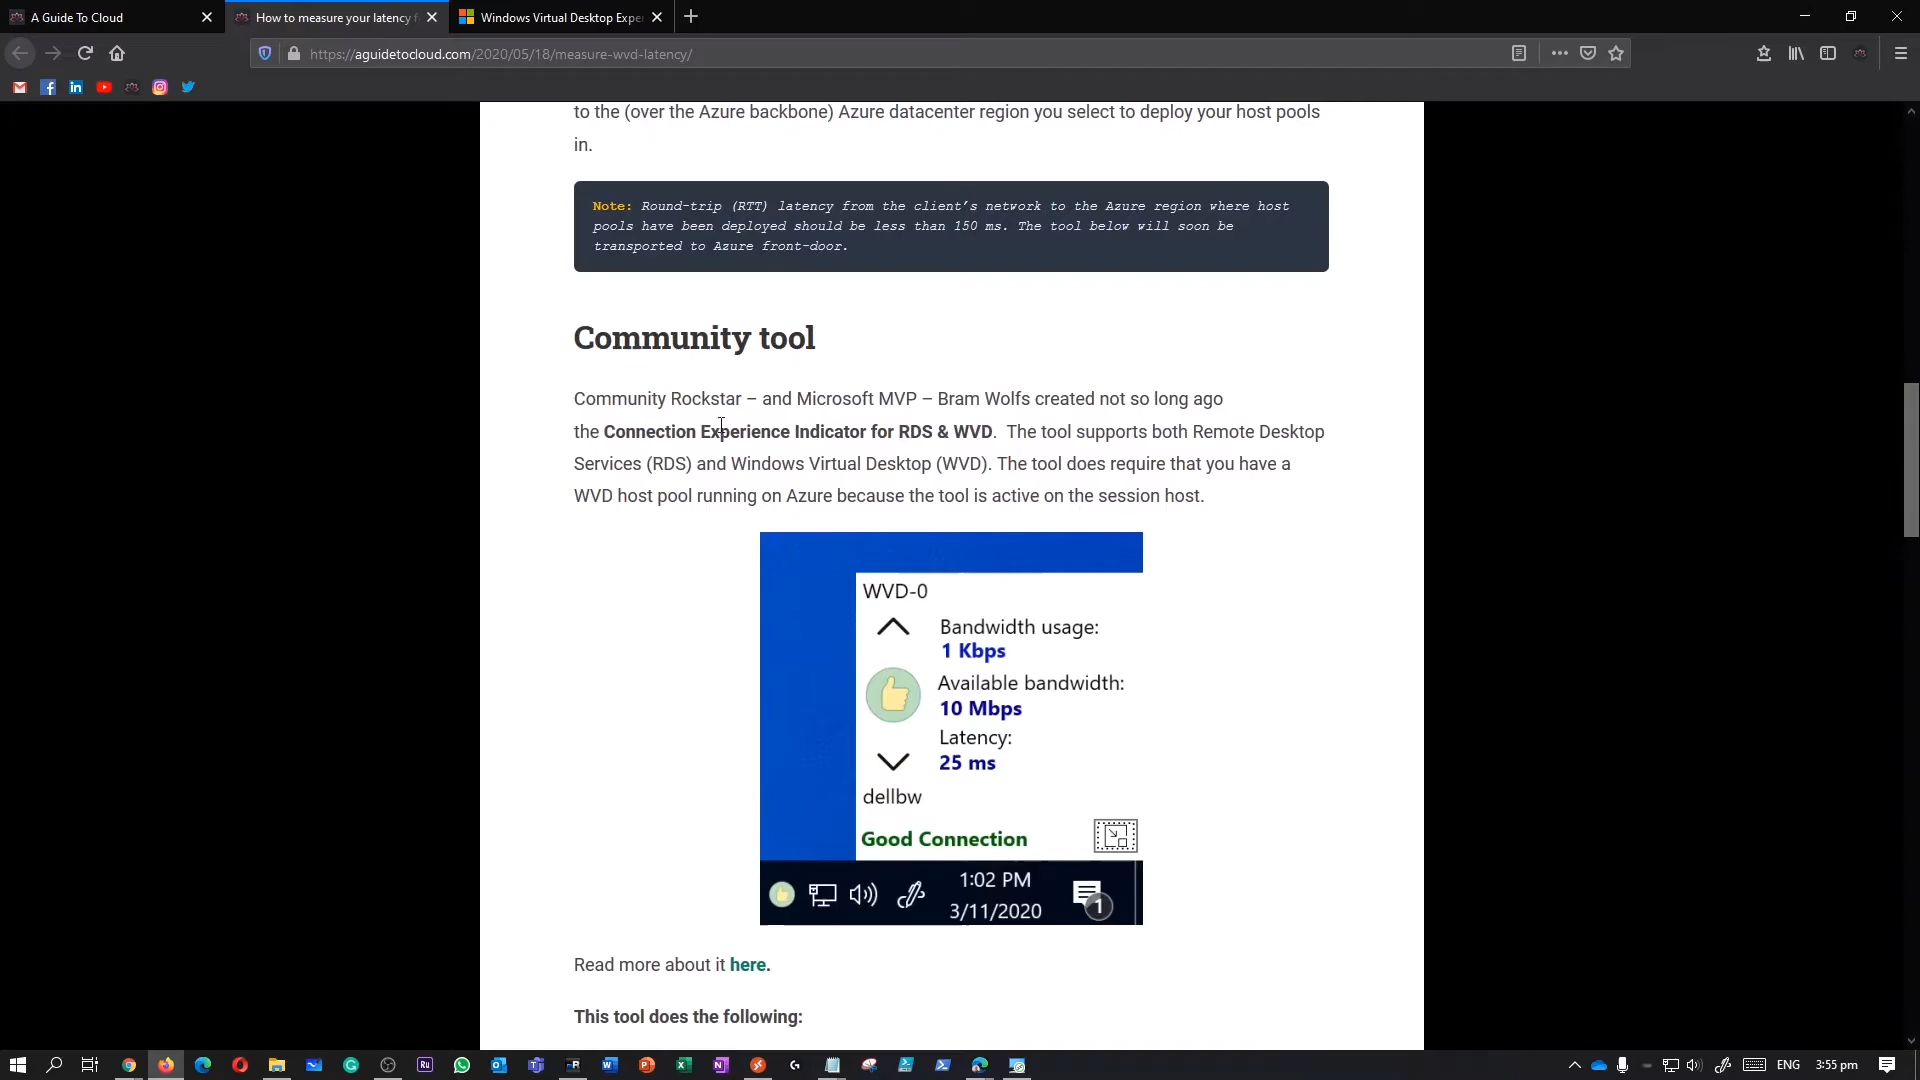 A Guide To Cloud
How to measure your latency f
Windows Virtual Desktop Expe
https://aguidetocloud.com/2020/05/18/measure-wvd-latency/
to the (over the Azure backbone) Azure datacenter region you select to deploy your host pools
in.
Note: Round-trip (RTT) latency from the client's network to the Azure region where host
pools have been deployed should be less than 150 ms. The tool below will soon be
transported to Azure front-door.
Community tool
Community Rockstar – and Microsoft MVP – Bram Wolfs created not so long ago
the Connection Experience Indicator for RDS & WVD.  The tool supports both Remote Desktop
Services (RDS) and Windows Virtual Desktop (WVD). The tool does require that you have a
WVD host pool running on Azure because the tool is active on the session host.
WVD-0
Bandwidth usage:
1 Kbps
Available bandwidth:
10 Mbps
Latency:
25 ms
dellbw
Good Connection
1:02 PM
3/11/2020
1
Read more about it here.
This tool does the following:
Ru
ENG
3:55 pm